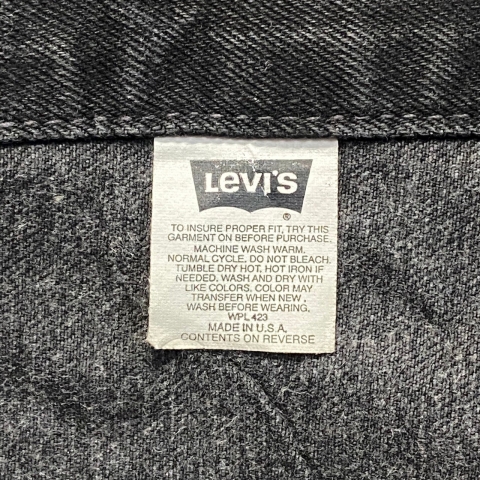 Levi's
®
TO INSURE PROPER FIT, TRY THIS
GARMENT ON BEFORE PURCHASE.
MACHINE WASH WARM.
NORMAL CYCLE. DO NOT BLEACH.
TUMBLE DRY HOT. HOT IRON IF
NEEDED. WASH AND DRY WITH
LIKE COLORS. COLOR MAY
TRANSFER WHEN NEW,
WASH BEFORE WEARING.
WPL 423
MADE IN U.S.A.
CONTENTS ON REVERSE